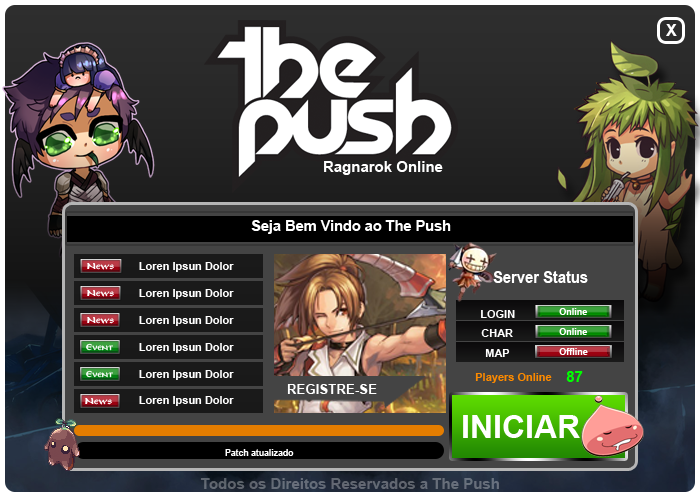 X
the
push
Ragnarok Online
Seja Bem Vindo ao The Push
News Loren Ipsun Dolor
News Loren Ipsun Dolor
News Loren Ipsun Dolor
Event Loren Ipsun Dolor
Event Loren Ipsun Dolor
News Loren Ipsun Dolor
REGISTRE-SE
Server Status
LOGIN Online
CHAR Online
MAP Offline
Players Online 87
INICIAR
Patch atualizado
Todos os Direitos Reservados a The Push